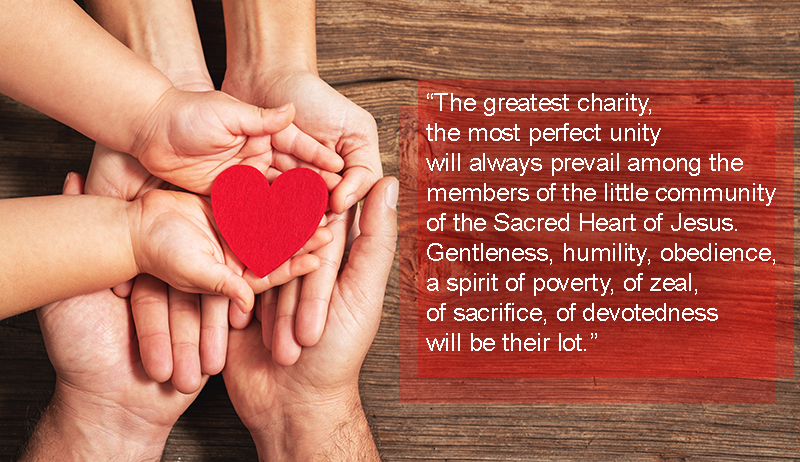 “The greatest charity,
the most perfect unity
will always prevail among the
members of the little community
of the Sacred Heart of Jesus.
Gentleness, humility, obedience,
a spirit of poverty, of zeal,
of sacrifice, of devotedness
will be their lot.”